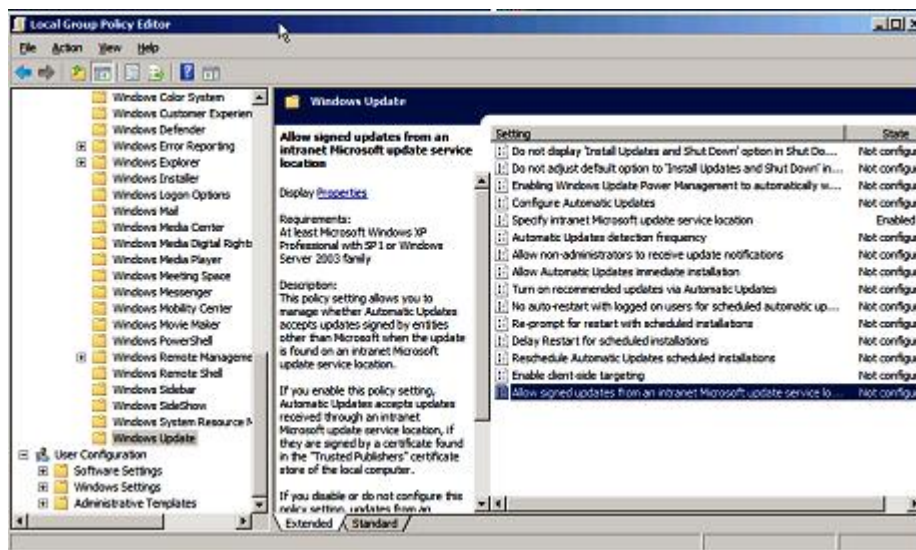 Local Group Policy Editor
File Action View Help
Windows Color System
Windows Customer Experien
Windows Defender
Windows Error Reporting
Windows Explorer
Windows Installer
Windows Logon Options
Windows Mail
Windows Media Center
Windows Media Digital Rights
Windows Media Player
Windows Meeting Space
Windows Messenger
Windows Mobility Center
Windows Movie Maker
Windows PowerShell
Windows Remote Manageme
Windows Remote Shell
Windows Sidebar
Windows SideShow
Windows System Resource M
Windows Update
User Configuration
Software Settings
Windows Settings
Administrative Templates
Windows Update
Allow signed updates from an
intranet Microsoft update service
location
Display Properties
Requirements:
At least Microsoft Windows XP
Professional with SP1 or Windows
Server 2003 family
Description:
This policy setting allows you to
manage whether Automatic Updates
accepts updates signed by entities
other than Microsoft when the update
is found on an intranet Microsoft
update service location.
If you enable this policy setting,
Automatic Updates accepts updates
received through an intranet
Microsoft update service location, if
they are signed by a certificate found
in the "Trusted Publishers" certificate
store of the local computer.
If you disable or do not configure this
policy setting, updates from an
Setting State
Do not display 'Install Updates and Shut Down' option in Shut Do... Not configu
Do not adjust default option to 'Install Updates and Shut Down' in... Not configu
Enabling Windows Update Power Management to automatically w... Not configu
Configure Automatic Updates Not configu
Specify intranet Microsoft update service location Enabled
Automatic Updates detection frequency Not configu
Allow non-administrators to receive update notifications Not configu
Allow Automatic Updates immediate installation Not configu
Turn on recommended updates via Automatic Updates Not configu
No auto-restart with logged on users for scheduled automatic up... Not configu
Re-prompt for restart with scheduled installations Not configu
Delay Restart for scheduled installations Not configu
Reschedule Automatic Updates scheduled installations Not configu
Enable client-side targeting Not configu
Allow signed updates from an intranet Microsoft update service lo... Not configu
Extended Standard